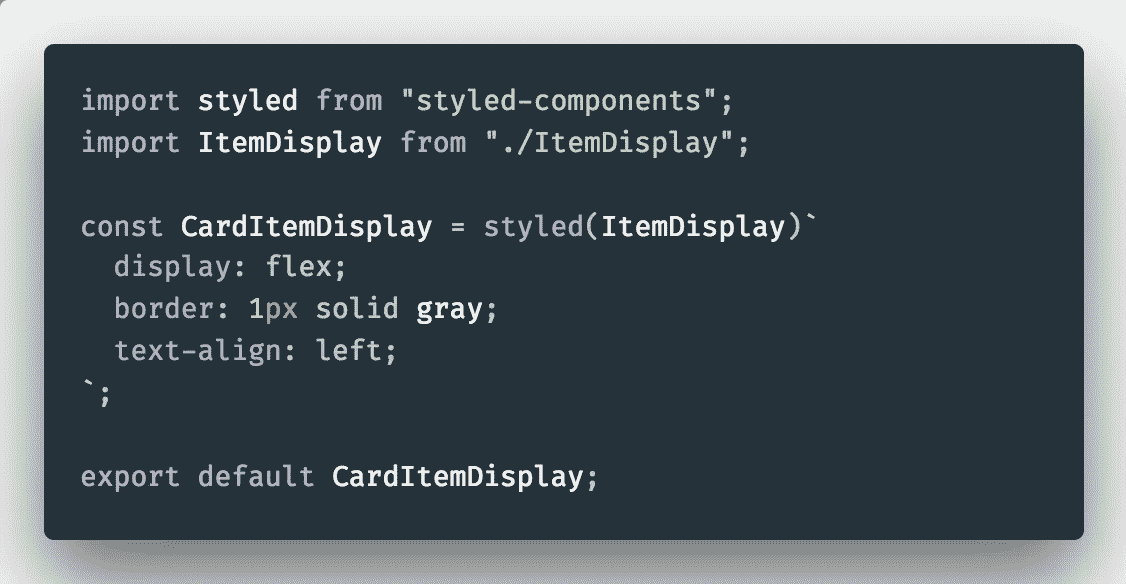 import styled from "styled-components";
import ItemDisplay from "./ItemDisplay";
const CardItemDisplay = styled(ItemDisplay)`
  display: flex;
  border: 1px solid gray;
  text-align: left;
`;
export default CardItemDisplay;